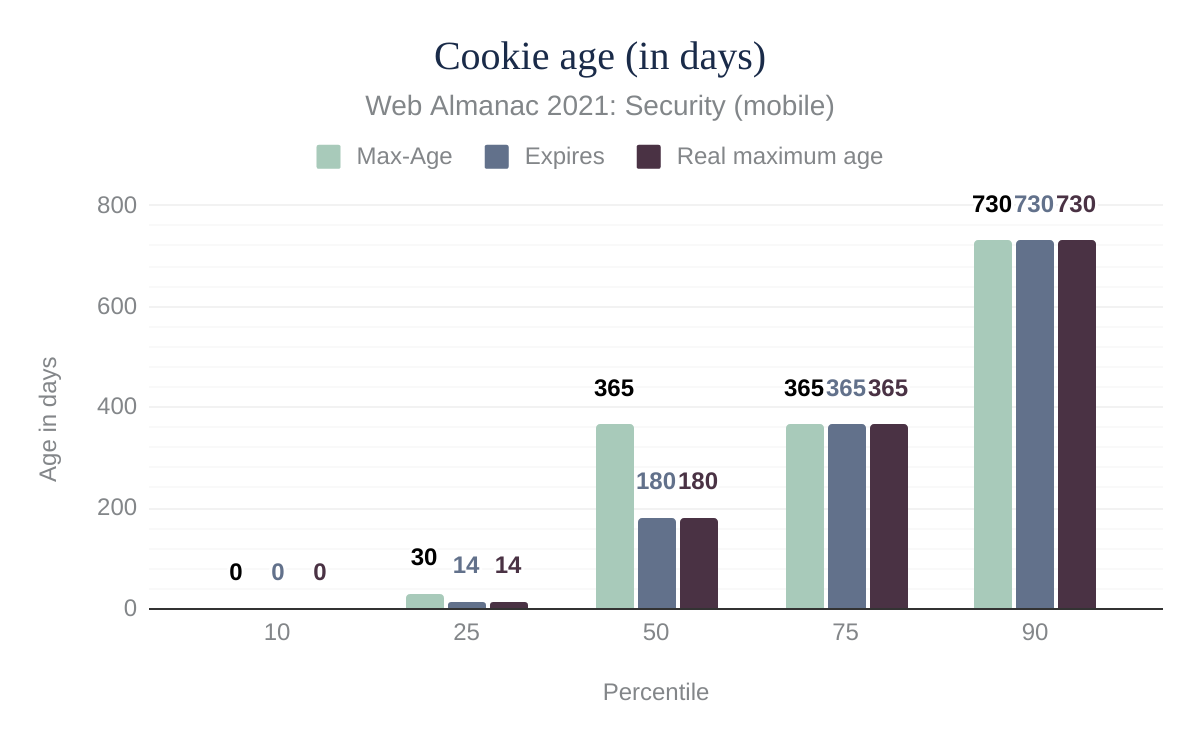 Cookie age (in days)
Web Almanac 2021: Security (mobile)
Max-Age Expires Real maximum age
800
600
400
200
0
Age in days
0 0 0
30 14 14
365 180 180
365 365 365
730 730 730
10 25 50 75 90
Percentile